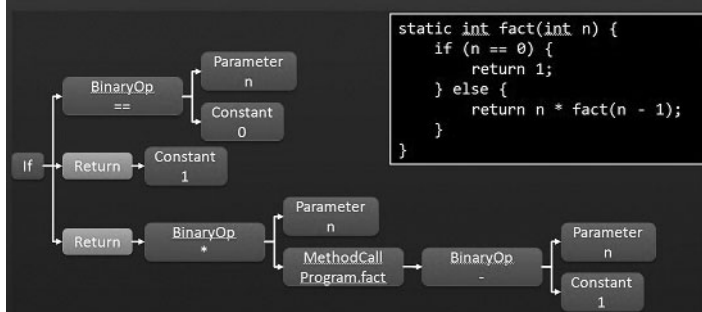 static int fact(int n) {
if (n == 0) {
return 1;
} else {
return n * fact(n - 1);
}
}
Parameter
n
BinaryOp
==
Constant
0
If
Return
Constant
1
Parameter
n
Return
BinaryOp
*
MethodCall
Program.fact
BinaryOp
-
Parameter
n
Constant
1